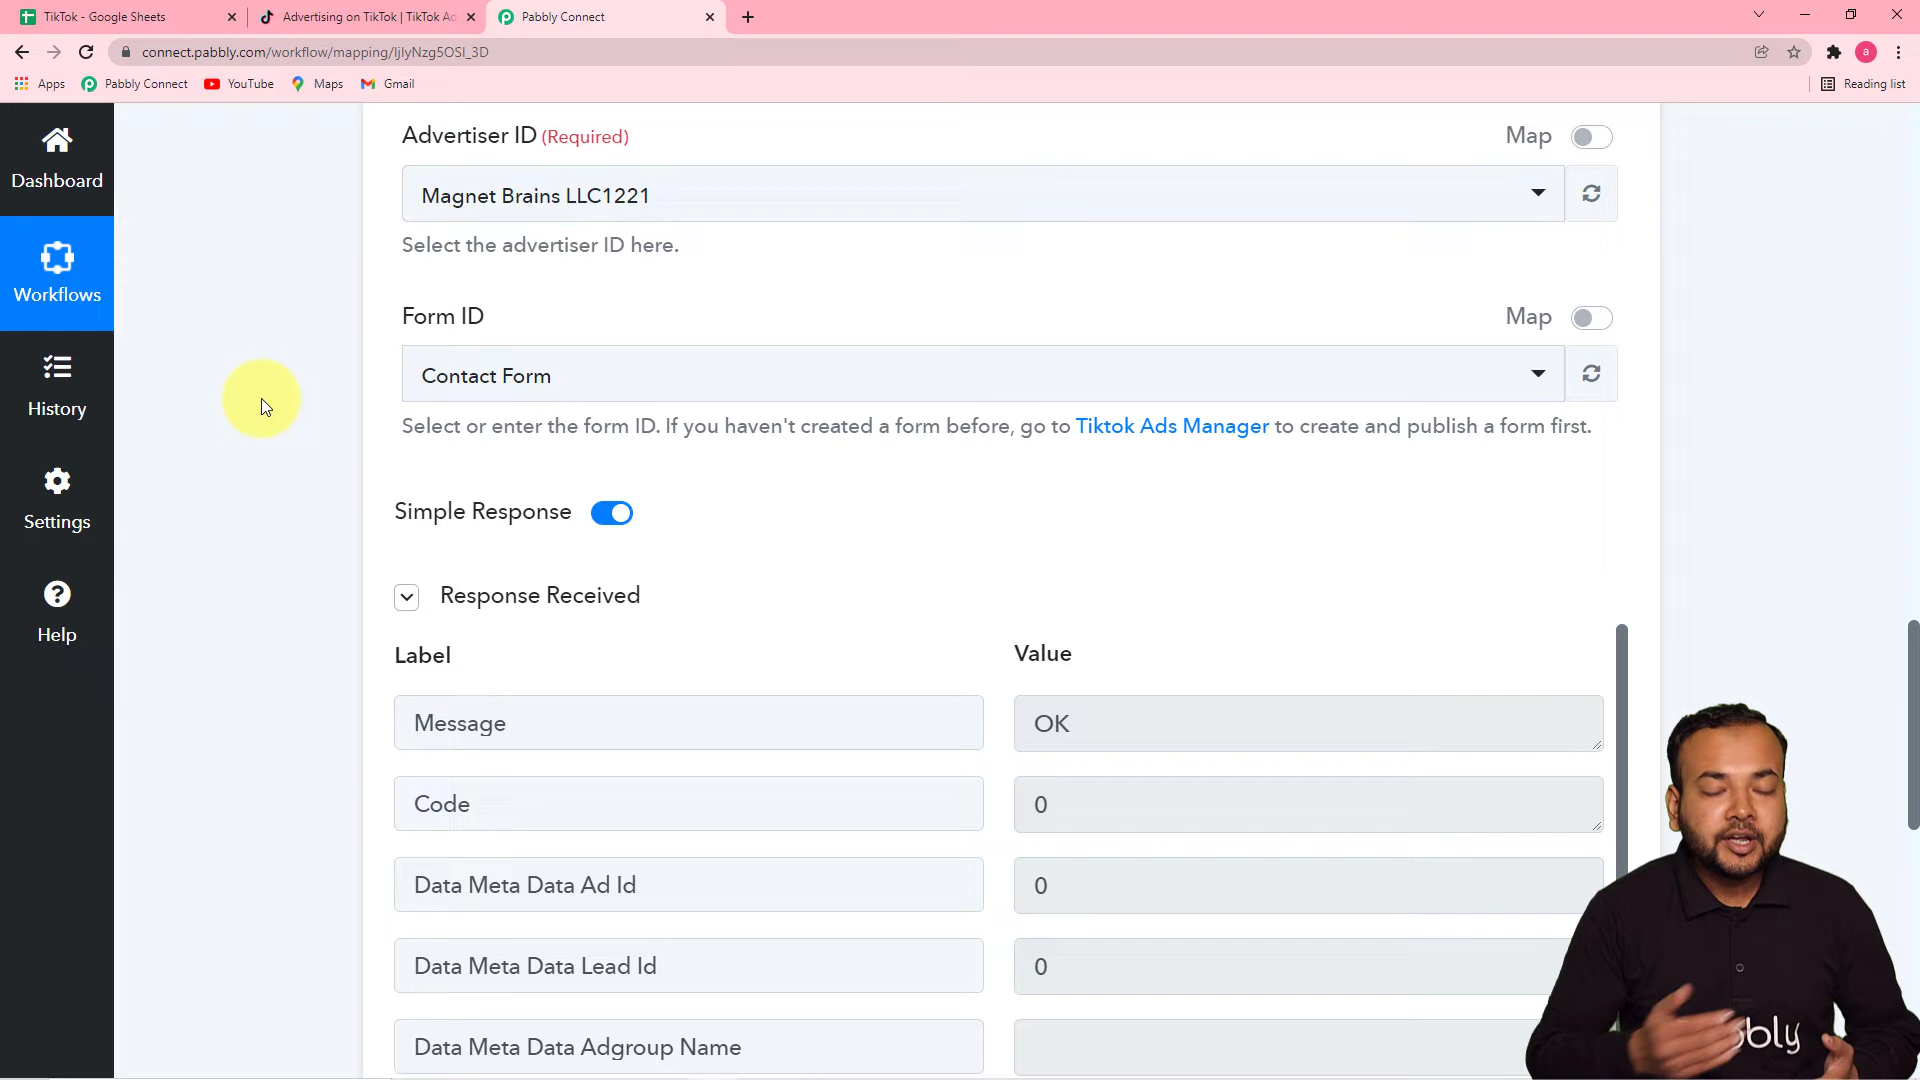 TikTok - Google Sheets
Advertising on TikTok | TikTok Ad
Pabbly Connect
connect.pabbly.com/workflow/mapping/IjIyNzg5OSI_3D
a
Apps
Pabbly Connect
YouTube
Maps
Gmail
Reading list
Dashboard
Workflows
History
Settings
Help
Advertiser ID (Required)
Map
Magnet Brains LLC1221
Select the advertiser ID here.
Form ID
Map
Contact Form
Select or enter the form ID. If you haven't created a form before, go to Tiktok Ads Manager to create and publish a form first.
Simple Response
Response Received
Label
Value
Message
OK
Code
0
Data Meta Data Ad Id
0
Data Meta Data Lead Id
0
Data Meta Data Adgroup Name